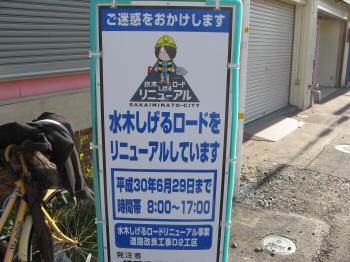 ご迷惑をおかけします
水木しげるロード
リニューアル
SAKAIMINATO-CITY
水木しげるロードを
リニューアルしています
平成30年6月29日まで
時間帯 8:00~17:00
水木しげるロードリニューアル事業
道路改良工事D2工区
発注者